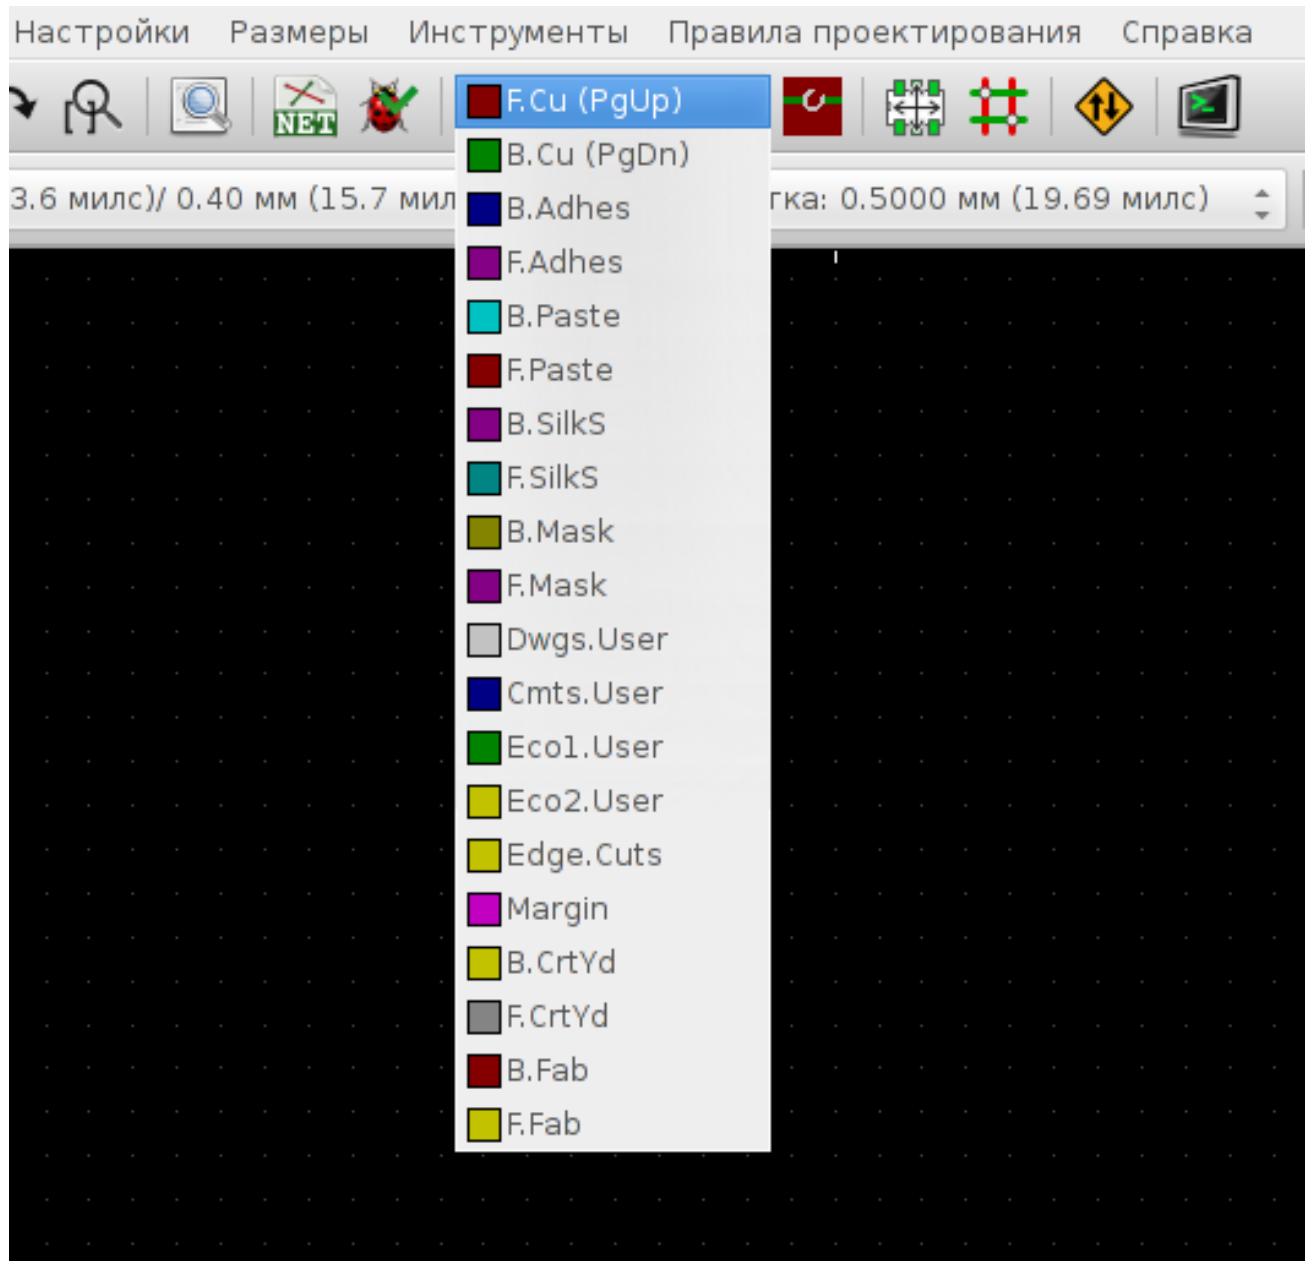 Настройки Размеры Инструменты Правила проектирования Справка
NET
F.Cu (PgUp)
3.6 милс)/ 0.40 мм (15.7 мил
тка: 0.5000 мм (19.69 милс)
B.Cu (PgDn)
B.Adhes
F.Adhes
B.Paste
F.Paste
B.SilkS
F.SilkS
B.Mask
F.Mask
Dwgs.User
Cmts.User
Eco1.User
Eco2.User
Edge.Cuts
Margin
B.CrtYd
F.CrtYd
B.Fab
F.Fab